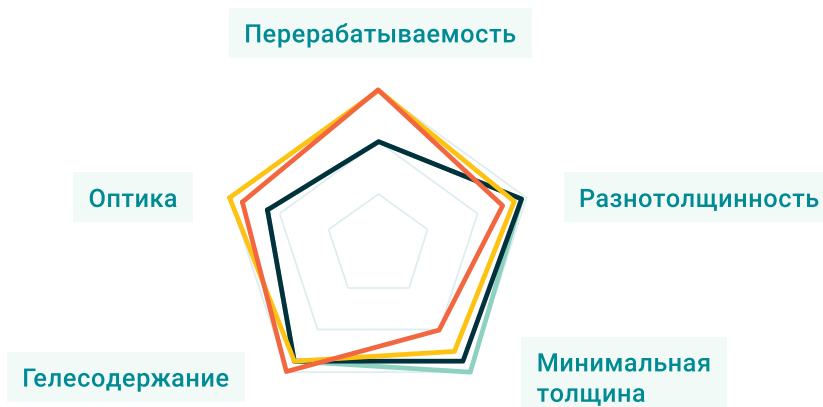 Перерабатываемость
Оптика
Разнотолщинность
Гелесодержание
Минимальная
толщина